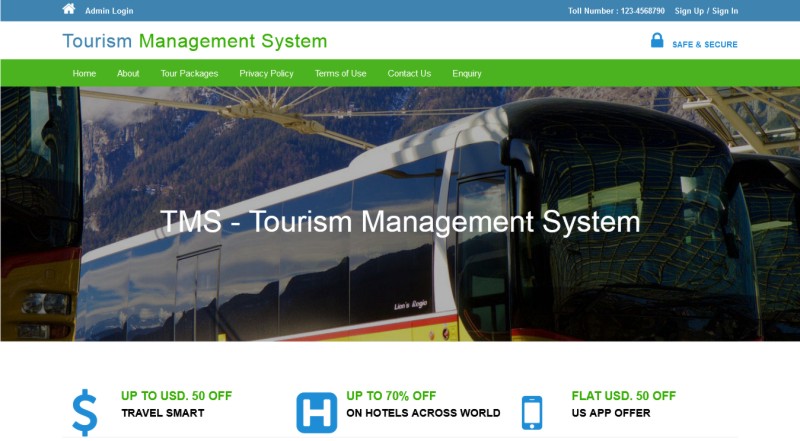 Admin Login
Toll Number : 123-4568790 Sign Up / Sign In
Tourism Management System
SAFE & SECURE
Home About Tour Packages Privacy Policy Terms of Use Contact Us Enquiry
TMS - Tourism Management System
Lion's Regio
UP TO USD. 50 OFF
TRAVEL SMART
H
UP TO 70% OFF
ON HOTELS ACROSS WORLD
FLAT USD. 50 OFF
US APP OFFER